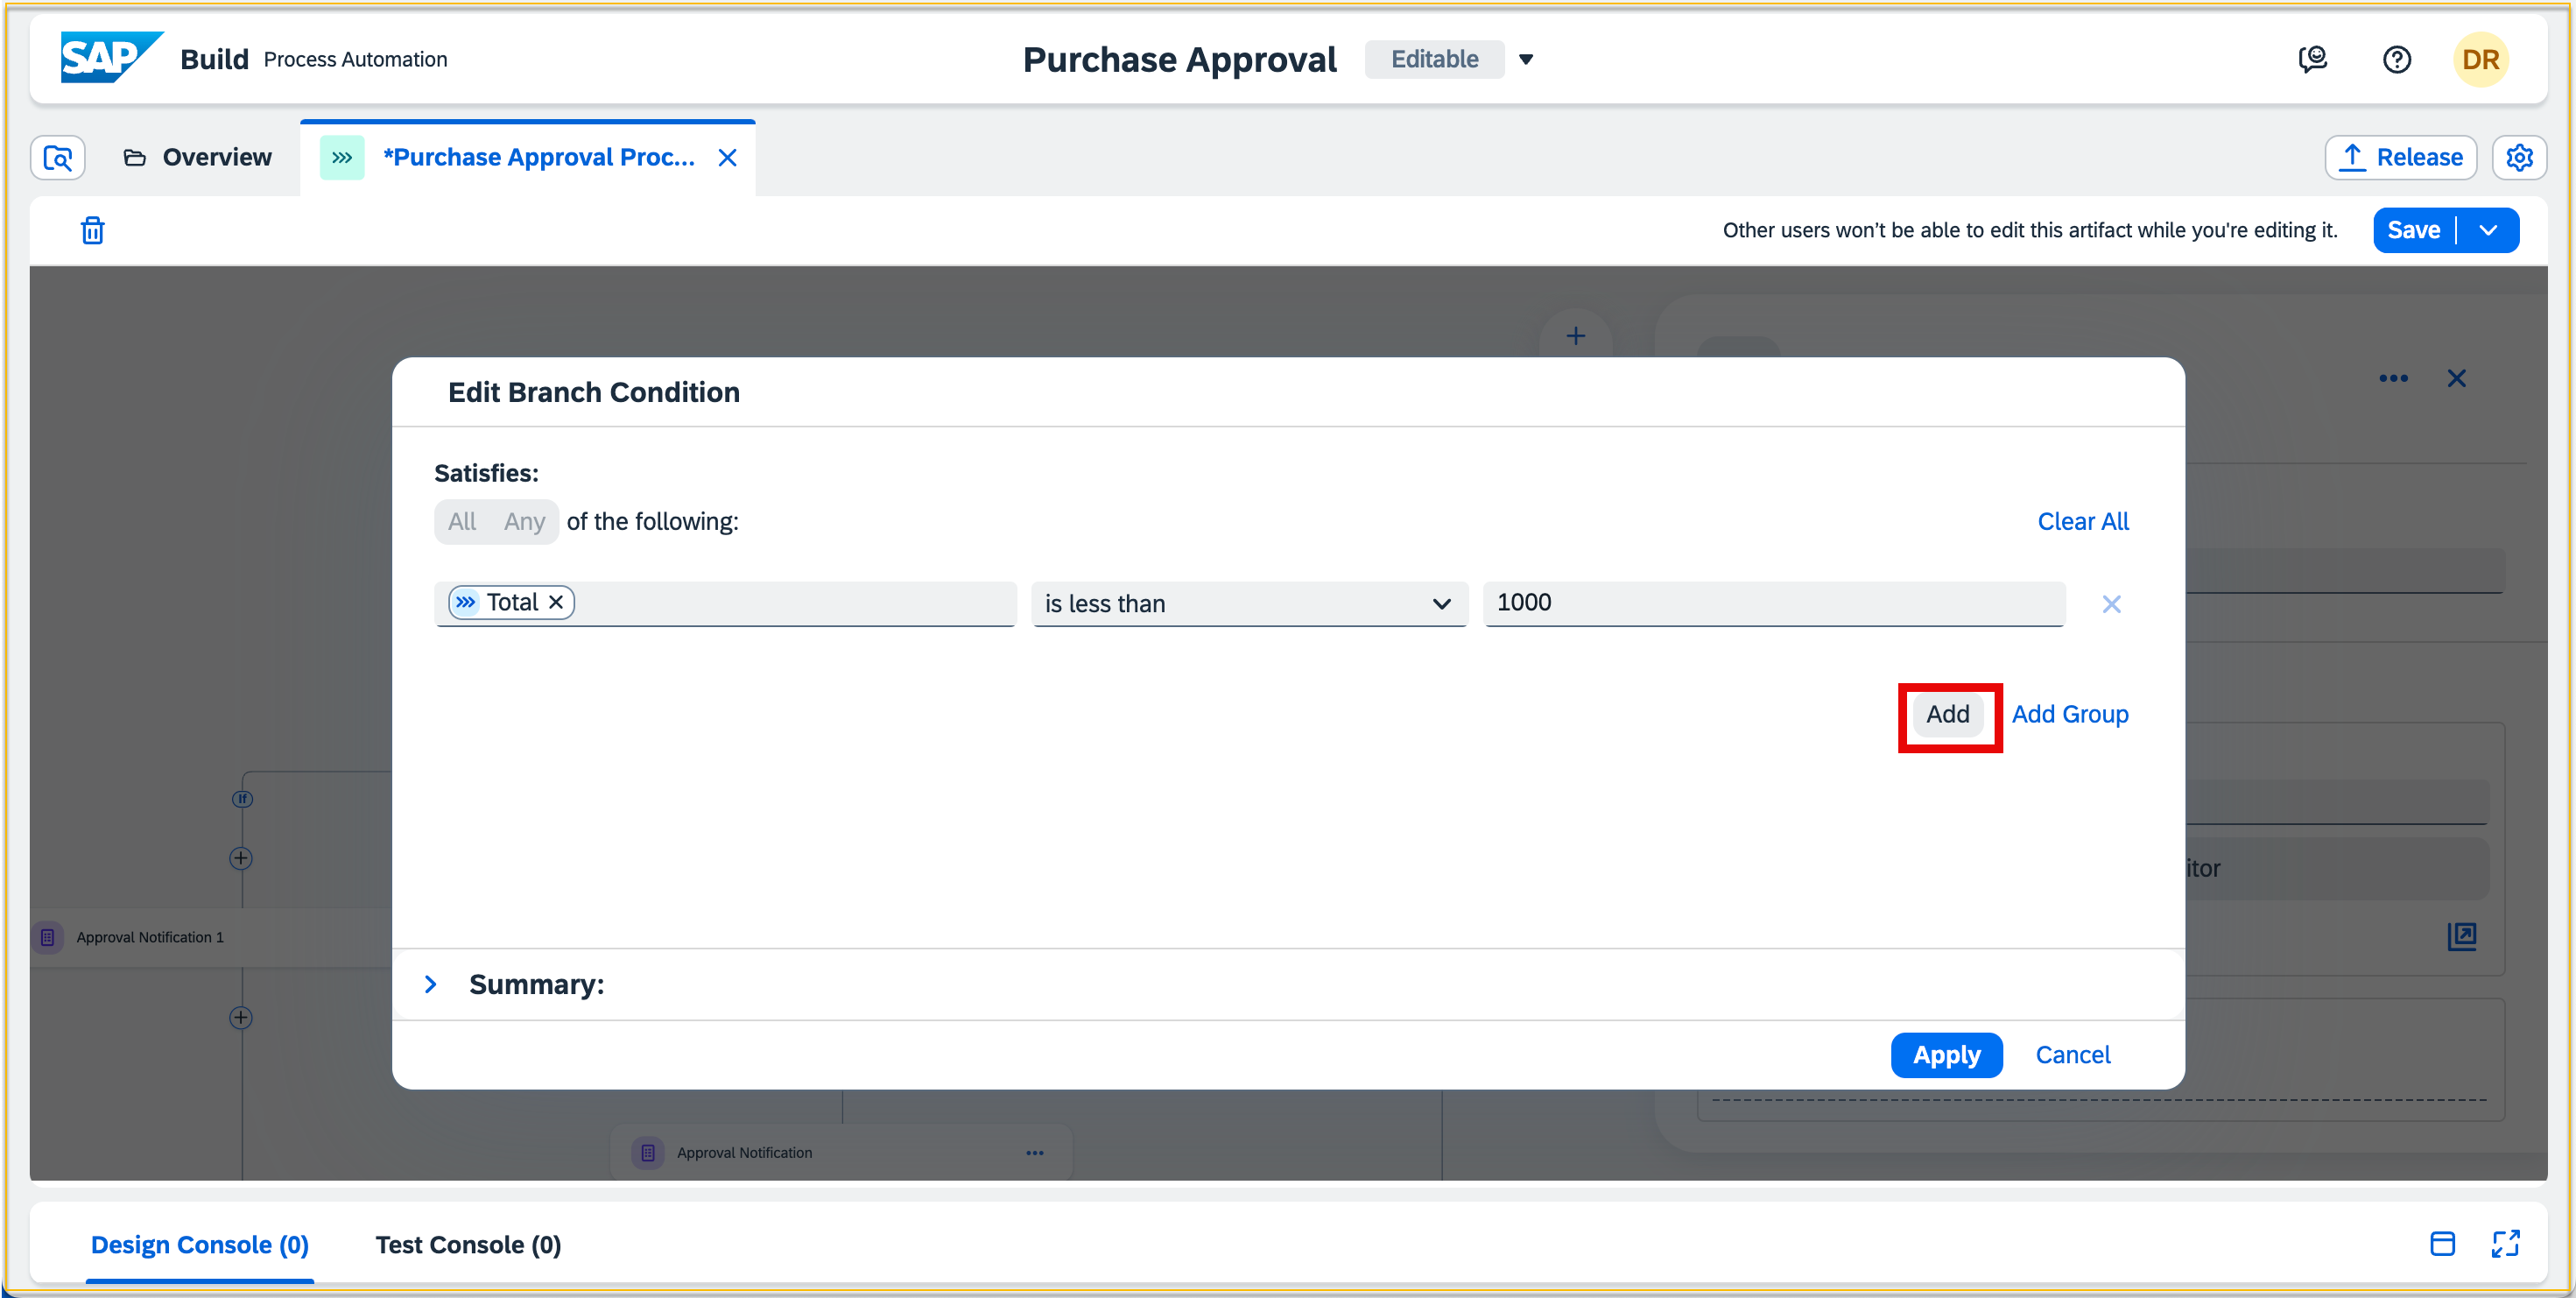 SAP Build Process Automation
Purchase Approval Editable
DR
Overview
*Purchase Approval Proc...
Release
Other users won't be able to edit this artifact while you're editing it.
Save
Edit Branch Condition
Satisfies:
All Any of the following:
Clear All
Total
is less than
1000
Add Add Group
If
itor
Approval Notification 1
Summary:
Apply Cancel
Approval Notification
Design Console (0) Test Console (0)